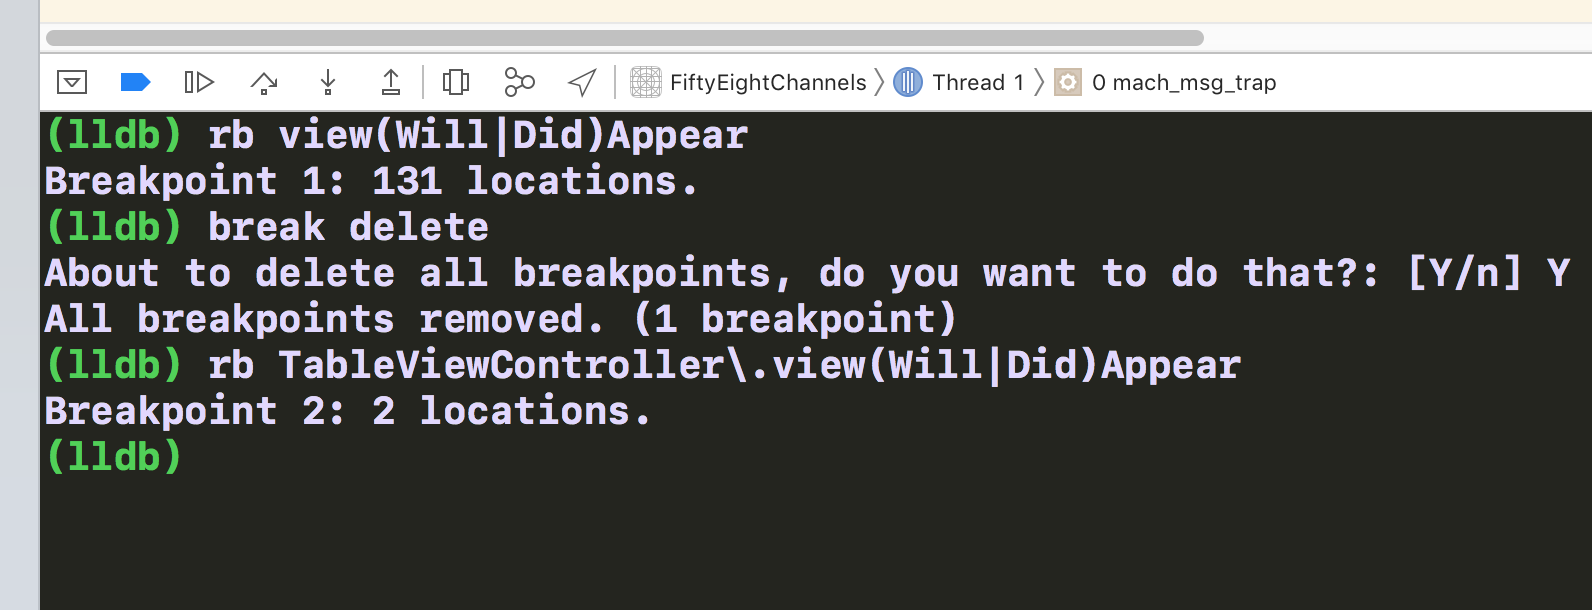 FiftyEightChannels Thread 1 0 mach_msg_trap
(lldb) rb view(Will|Did)Appear
Breakpoint 1: 131 locations.
(lldb) break delete
About to delete all breakpoints, do you want to do that?: [Y/n] Y
All breakpoints removed. (1 breakpoint)
(lldb) rb TableViewController\.view(Will|Did)Appear
Breakpoint 2: 2 locations.
(lldb)